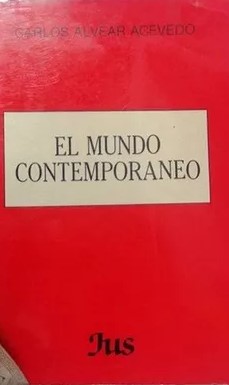 CARLOS ALVEAR ACEVEDO
EL MUNDO
CONTEMPORANEO
Jus